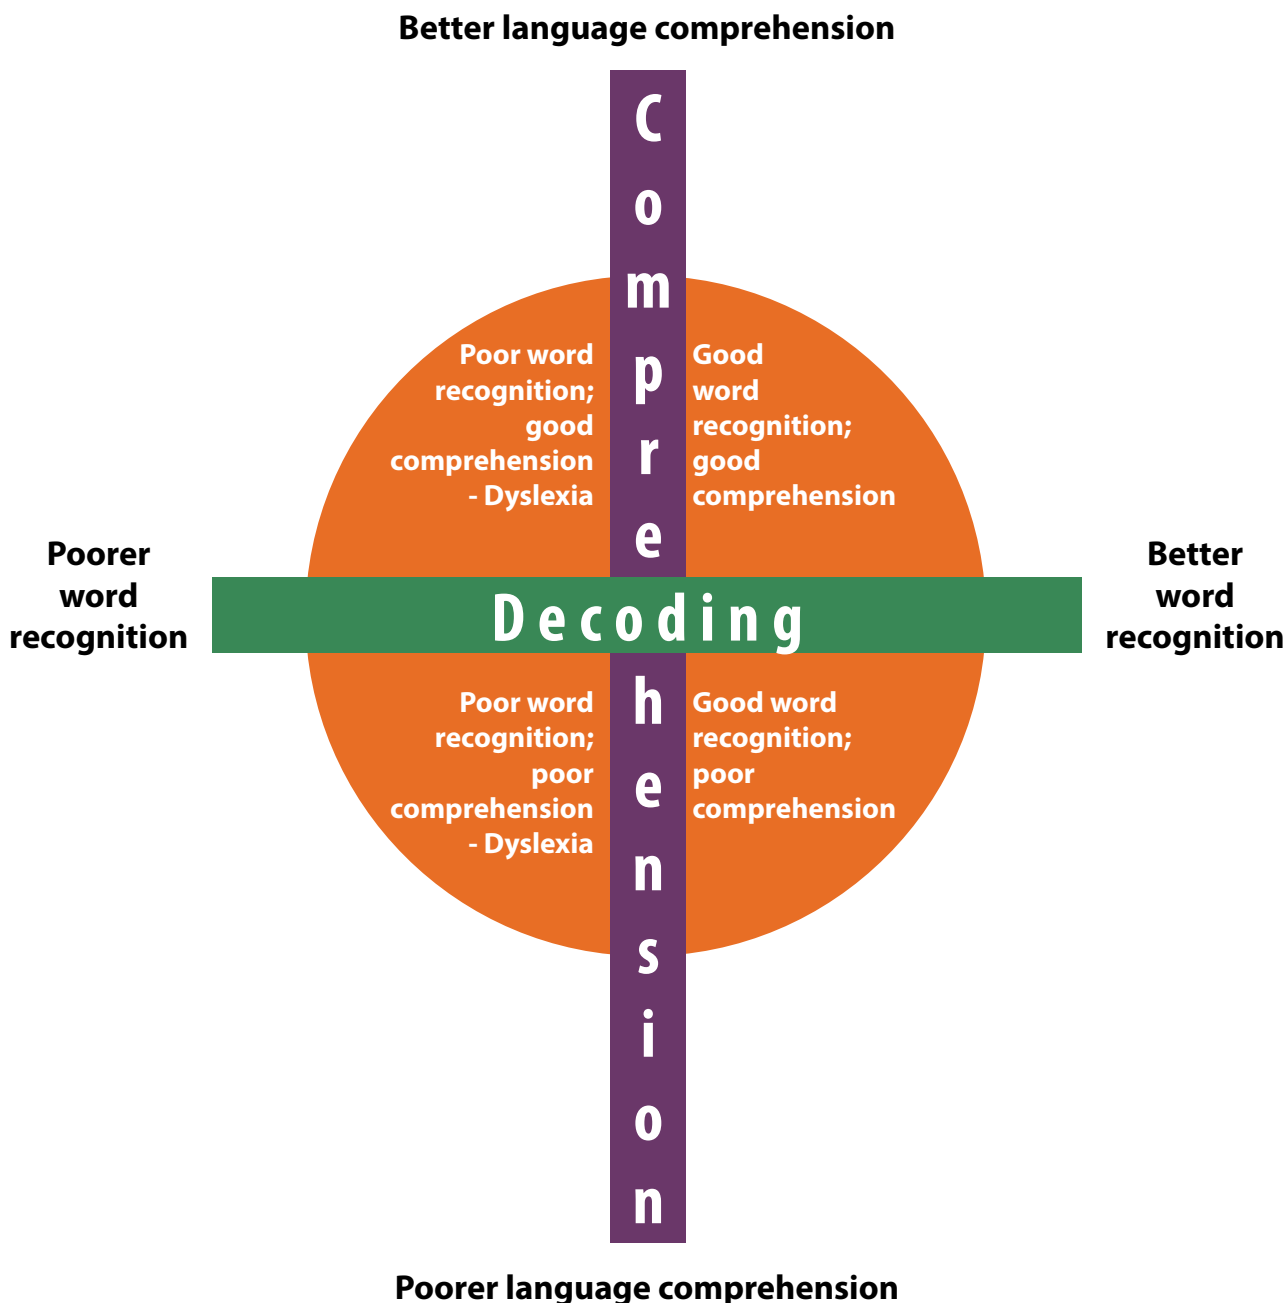 Better language comprehension
Comprehension
Poor word
recognition;
good
comprehension
- Dyslexia
Good
word
recognition;
good
comprehension
Poorer
word
recognition
Decoding
Better
word
recognition
Poor word
recognition;
poor
comprehension
- Dyslexia
Good word
recognition;
poor
comprehension
Poorer language comprehension